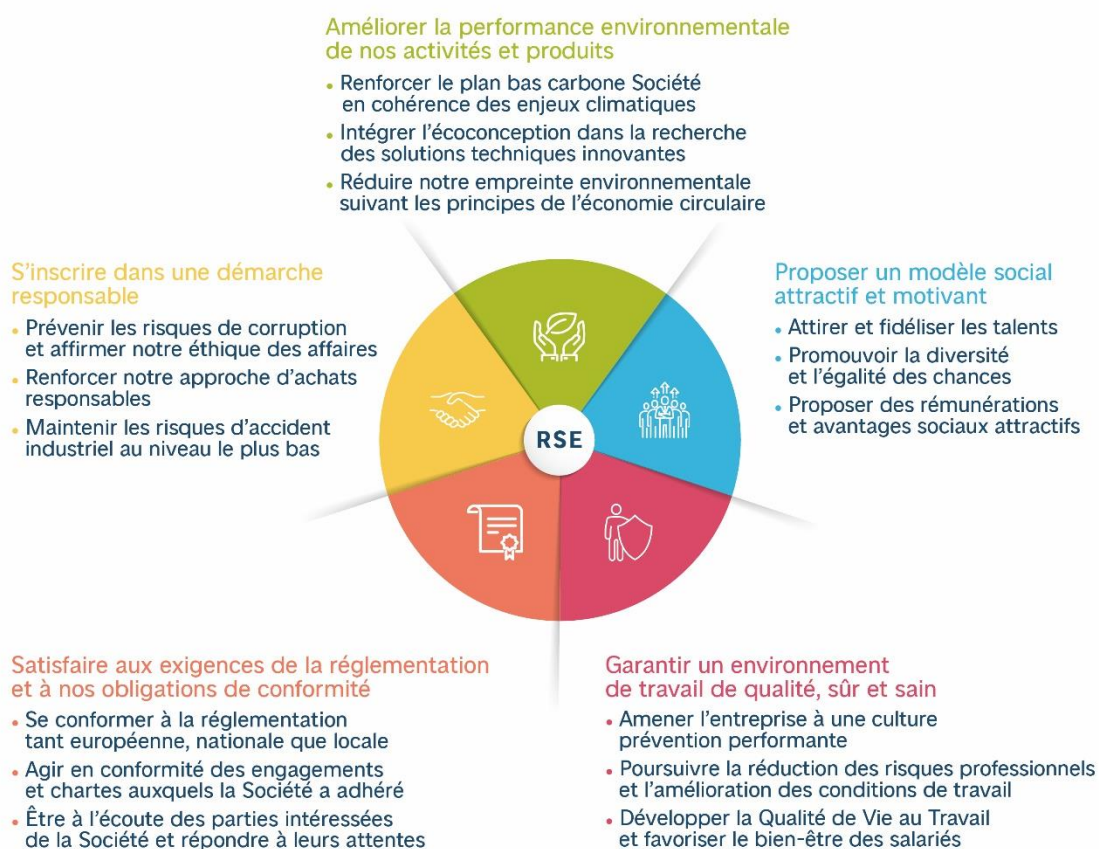 Améliorer la performance environnementale
de nos activités et produits
• Renforcer le plan bas carbone Société
en cohérence des enjeux climatiques
• Intégrer l'écoconception dans la recherche
des solutions techniques innovantes
• Réduire notre empreinte environnementale
suivant les principes de l'économie circulaire
S'inscrire dans une démarche
responsable
• Prévenir les risques de corruption
et affirmer notre éthique des affaires
• Renforcer notre approche d'achats
responsables
• Maintenir les risques d'accident
industriel au niveau le plus bas
Proposer un modèle social
attractif et motivant
• Attirer et fidéliser les talents
• Promouvoir la diversité
et l'égalité des chances
• Proposer des rémunérations
et avantages sociaux attractifs
RSE
Satisfaire aux exigences de la réglementation
et à nos obligations de conformité
• Se conformer à la réglementation
tant européenne, nationale que locale
• Agir en conformité des engagements
et chartes auxquels la Société a adhéré
• Être à l'écoute des parties intéressées
de la Société et répondre à leurs attentes
Garantir un environnement
de travail de qualité, sûr et sain
• Amener l'entreprise à une culture
prévention performante
• Poursuivre la réduction des risques professionnels
et l'amélioration des conditions de travail
• Développer la Qualité de Vie au Travail
et favoriser le bien-être des salariés